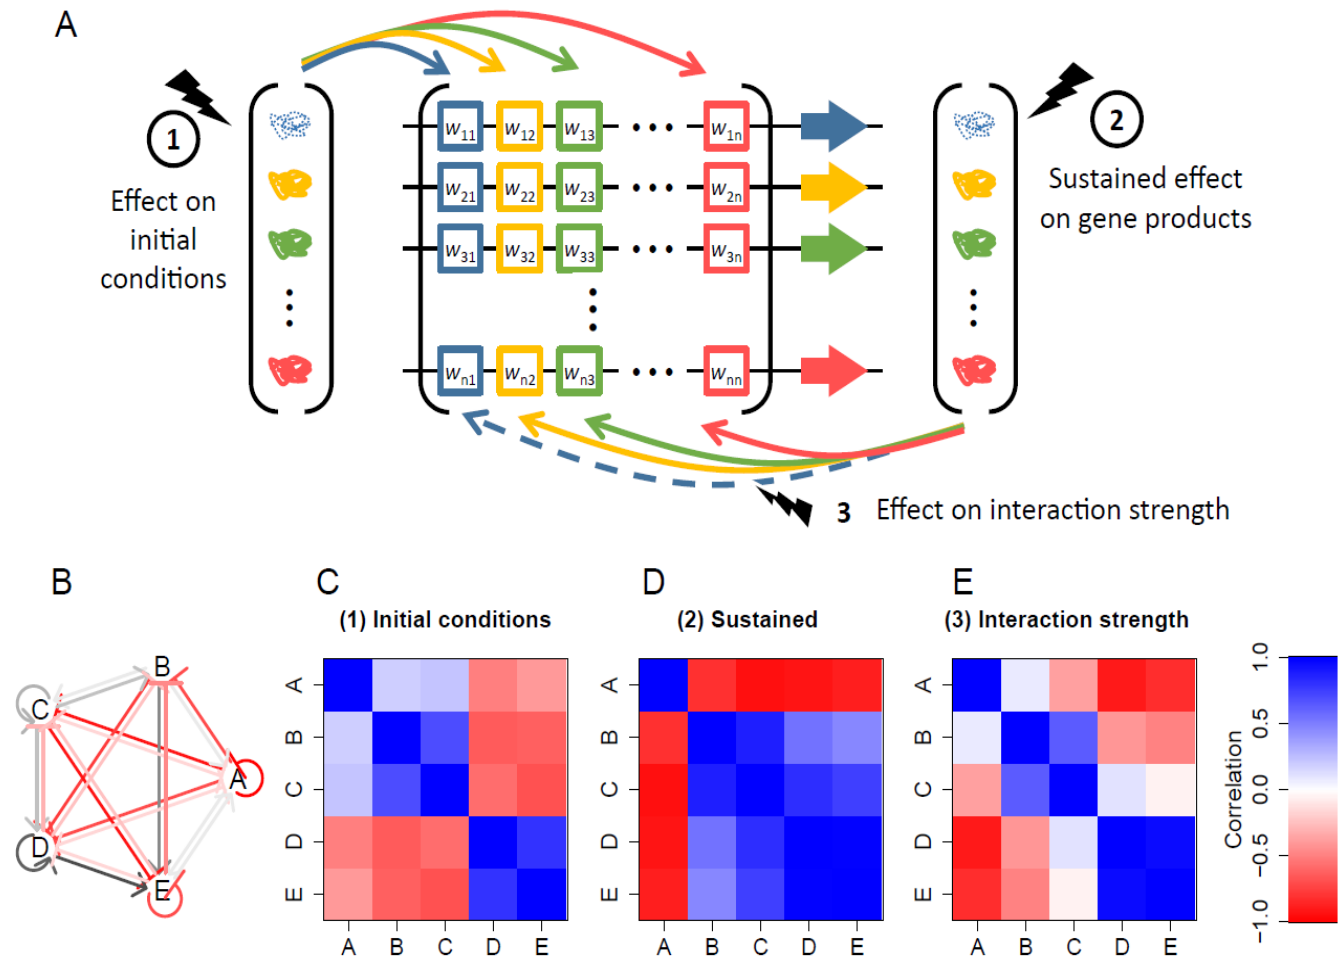 A
1
Effect on
initial
conditions
w11 w12 w13 ••• w1n
w21 w22 w23 ••• w2n
w31 w32 w33 ••• w3n
wn1 wn2 wn3 ••• wnn
2
Sustained effect
on gene products
3 Effect on interaction strength
B
A
B
C
D
E
C
(1) Initial conditions
A
B
C
D
E
A B C D E
D
(2) Sustained
A
B
C
D
E
A B C D E
E
(3) Interaction strength
A
B
C
D
E
A B C D E
Correlation
1.0
0.5
0.0
−0.5
−1.0